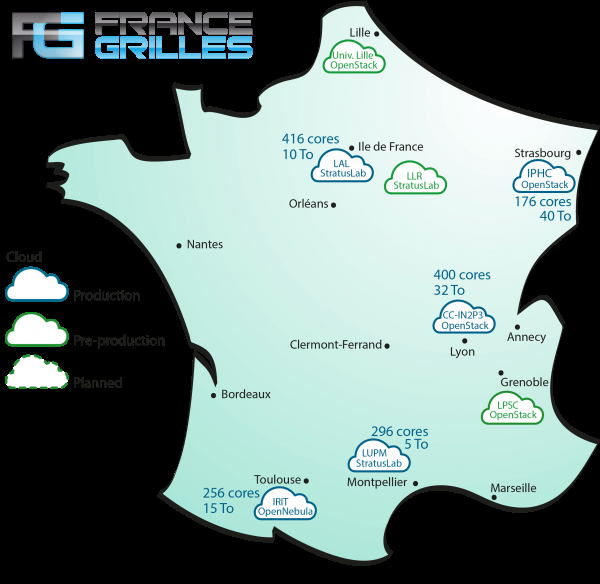 FG FRANCE
GRILLES
Lille
Univ. Lille
OpenStack
416 cores
10 To
Ile de France
LAL
StratusLab
LLR
StratusLab
Strasbourg
IPHC
OpenStack
176 cores
40 To
Orléans
Nantes
Cloud
Production
Pre-production
Planned
400 cores
32 To
CC-IN2P3
OpenStack
Annecy
Lyon
Clermont-Ferrand
Grenoble
Bordeaux
LPSC
OpenStack
296 cores
5 To
LUPM
StratusLab
Toulouse
Montpellier
Marseille
256 cores
15 To
IRIT
OpenNebula